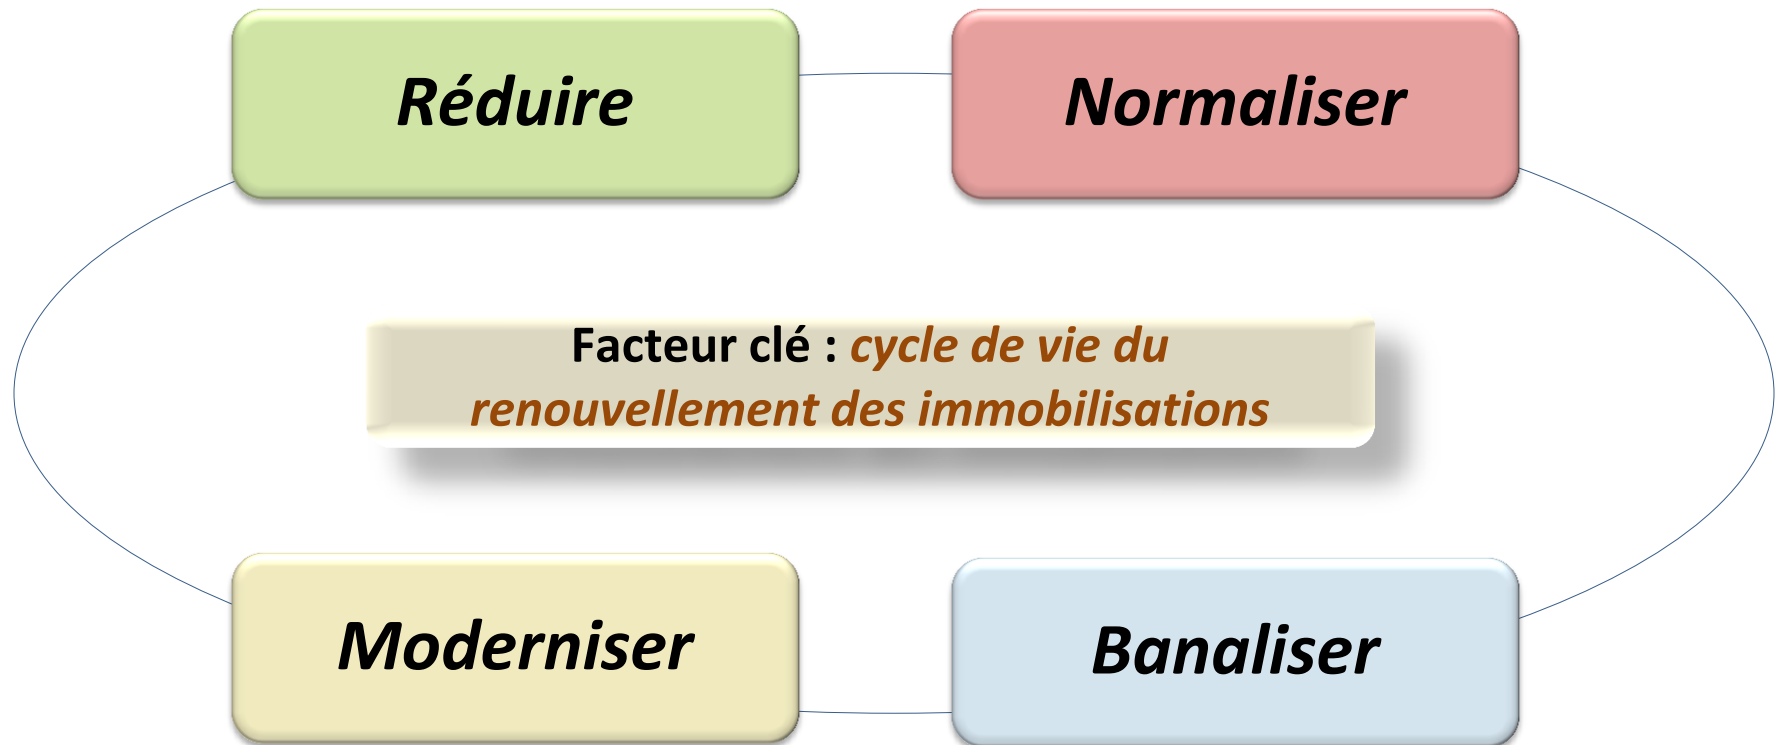 Réduire
Normaliser
Facteur clé : cycle de vie du
renouvellement des immobilisations
Moderniser
Banaliser